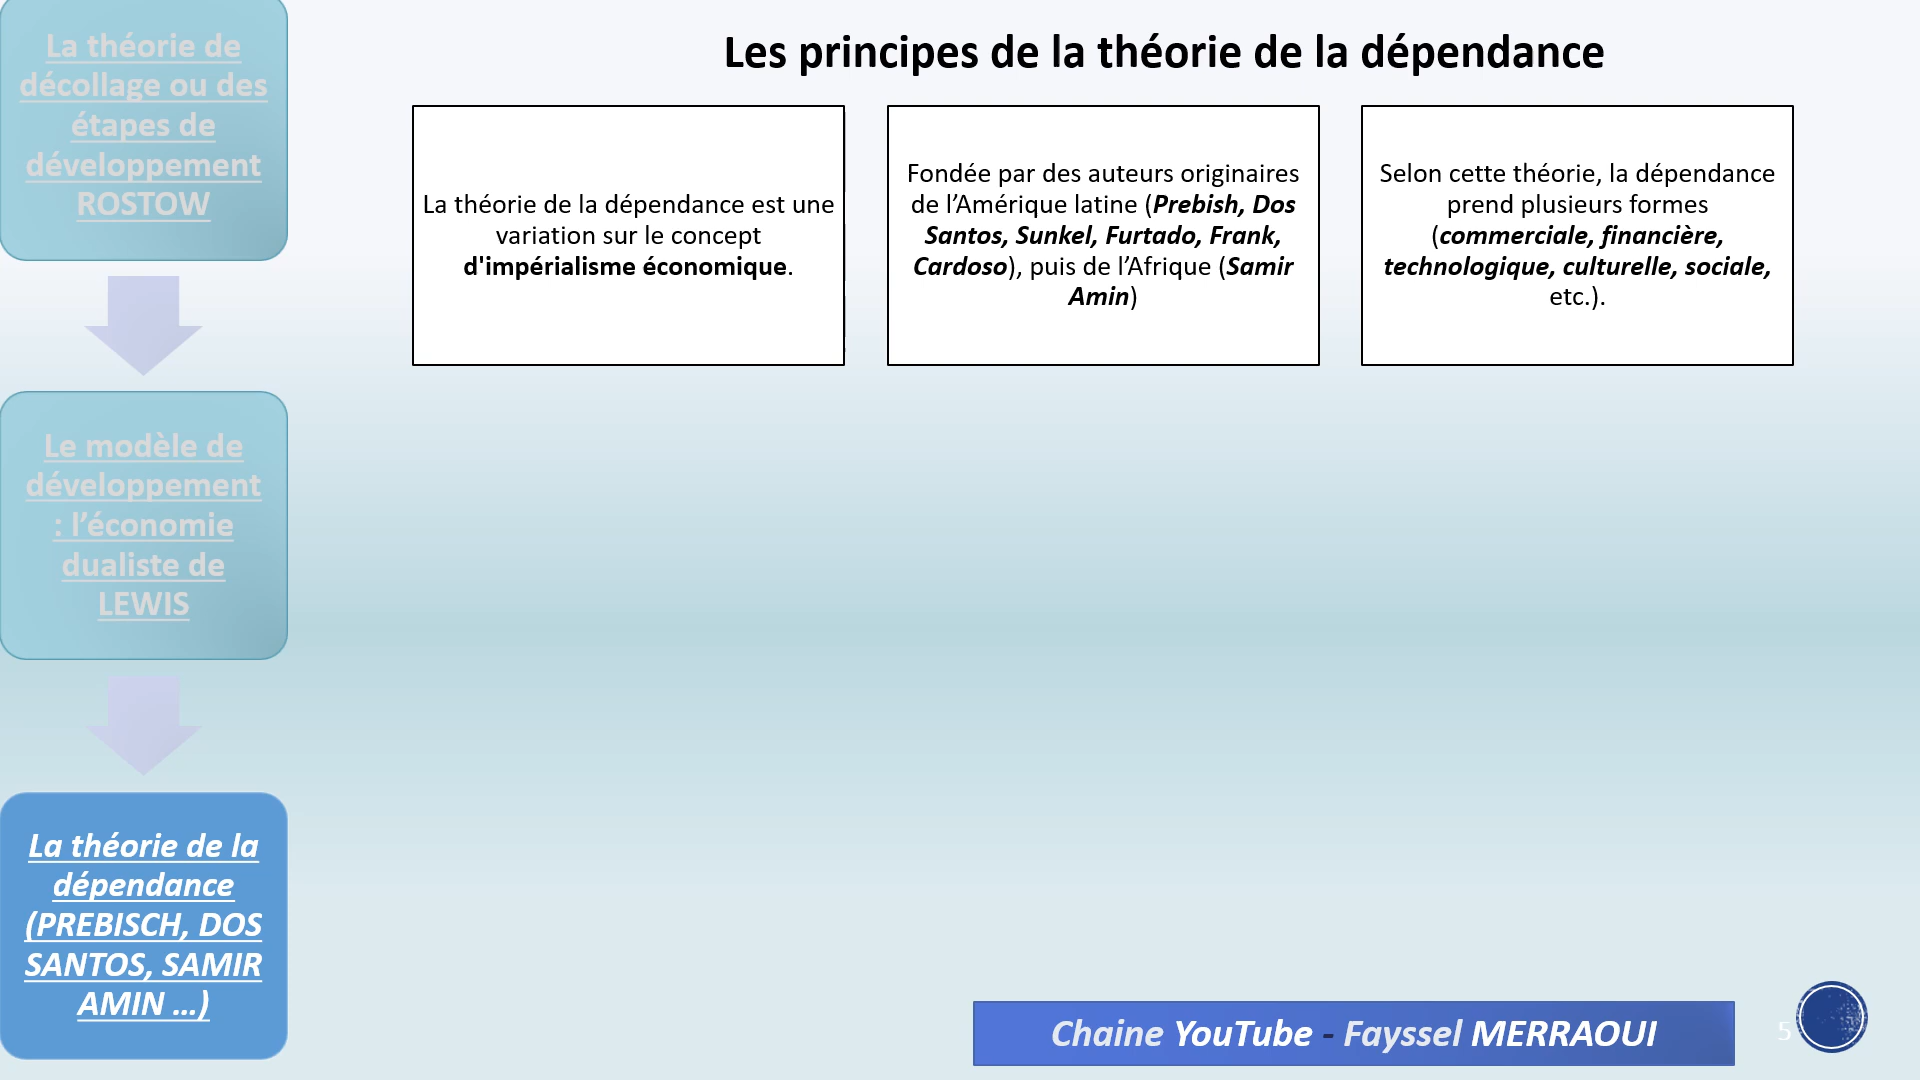 La théorie de
décollage ou des
étapes de
développement
ROSTOW
Le modèle de
développement
: l’économie
dualiste de
LEWIS
La théorie de la
dépendance
(PREBISCH, DOS
SANTOS, SAMIR
AMIN …)
Les principes de la théorie de la dépendance
La théorie de la dépendance est une
variation sur le concept
d'impérialisme économique.
Fondée par des auteurs originaires
de l’Amérique latine (Prebish, Dos
Santos, Sunkel, Furtado, Frank,
Cardoso), puis de l’Afrique (Samir
Amin)
Selon cette théorie, la dépendance
prend plusieurs formes
(commerciale, financière,
technologique, culturelle, sociale,
etc.).
Chaine YouTube - Fayssel MERRAOUI
5